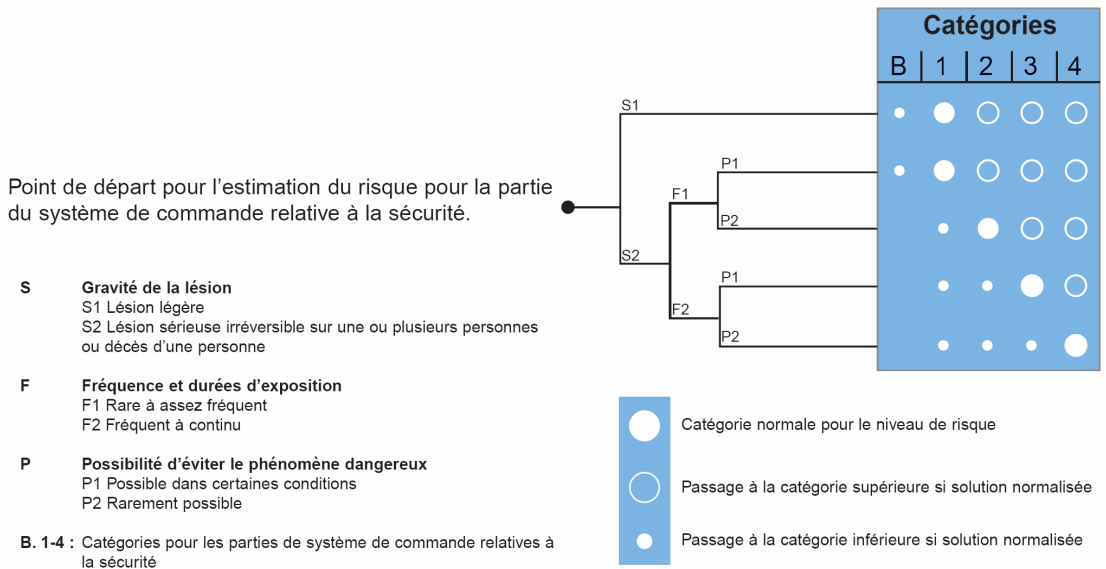 Catégories
B 1 2 3 4
S1
P1
F1
P2
S2
P1
F2
P2
Point de départ pour l'estimation du risque pour la partie
du système de commande relative à la sécurité.
S Gravité de la lésion
S1 Lésion légère
S2 Lésion sérieuse irréversible sur une ou plusieurs personnes
ou décès d'une personne
F Fréquence et durées d'exposition
F1 Rare à assez fréquent
F2 Fréquent à continu
P Possibilité d'éviter le phénomène dangereux
P1 Possible dans certaines conditions
P2 Rarement possible
B. 1-4 : Catégories pour les parties de système de commande relatives à
la sécurité
Catégorie normale pour le niveau de risque
Passage à la catégorie supérieure si solution normalisée
Passage à la catégorie inférieure si solution normalisée